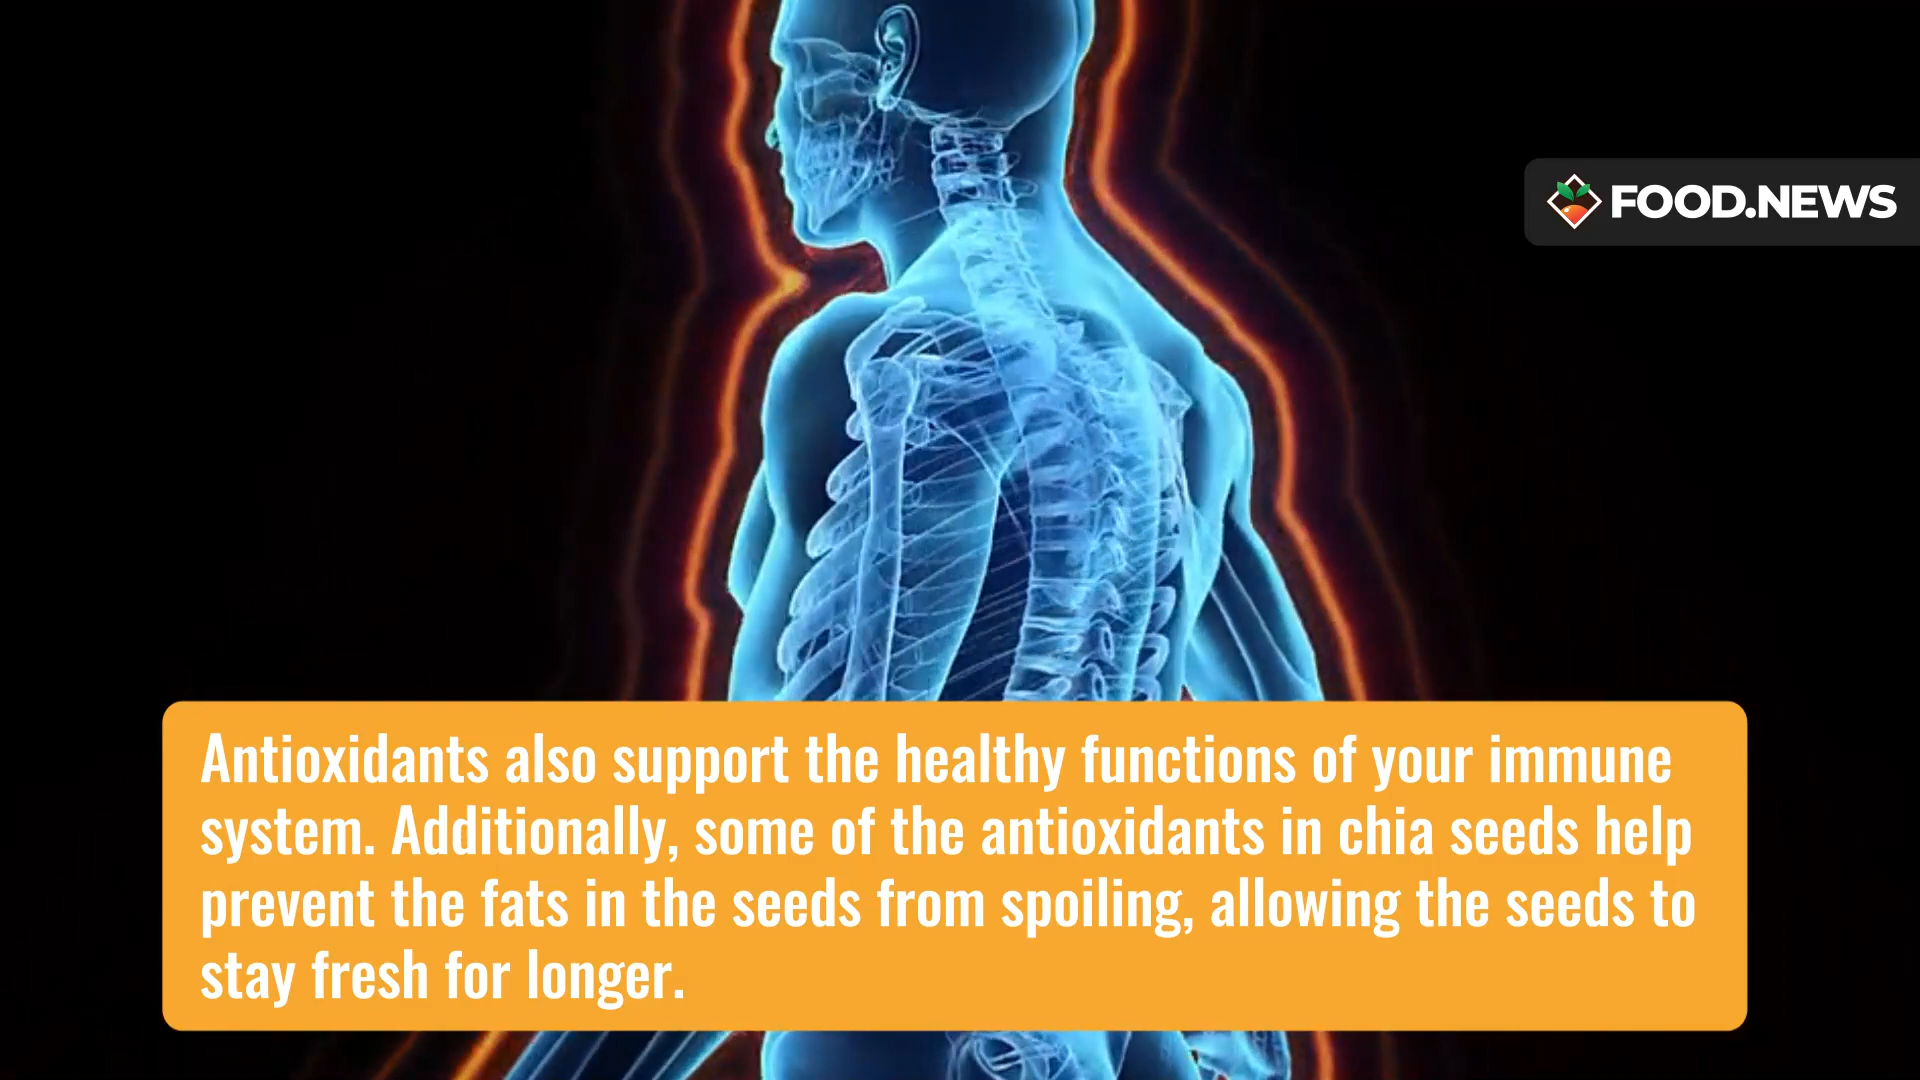 FOOD.NEWS
Antioxidants also support the healthy functions of your immune
system. Additionally, some of the antioxidants in chia seeds help
prevent the fats in the seeds from spoiling, allowing the seeds to
stay fresh for longer.